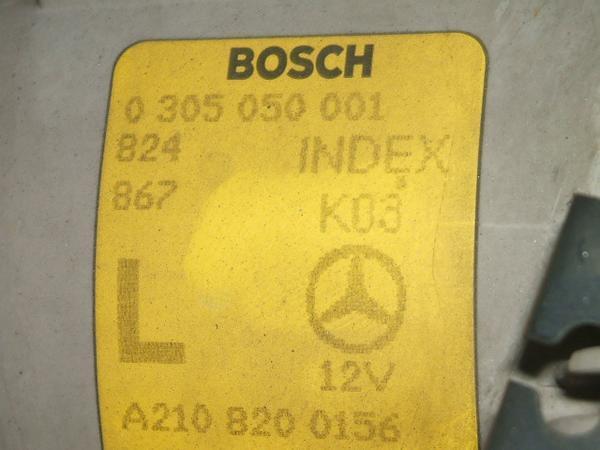 BOSCH
0 305 050 001
824 INDEX
867 K03
L
12V
A210 820 0156